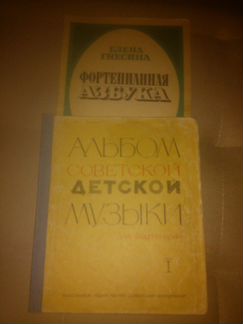 ЕЛЕНА
ГНЕСИНА
ФОРТЕПИАННАЯ
АЗБУКА
АЛЬБОМ
СОВЕТСКОЙ
ДЕТСКОЙ
МУЗЫКИ
I